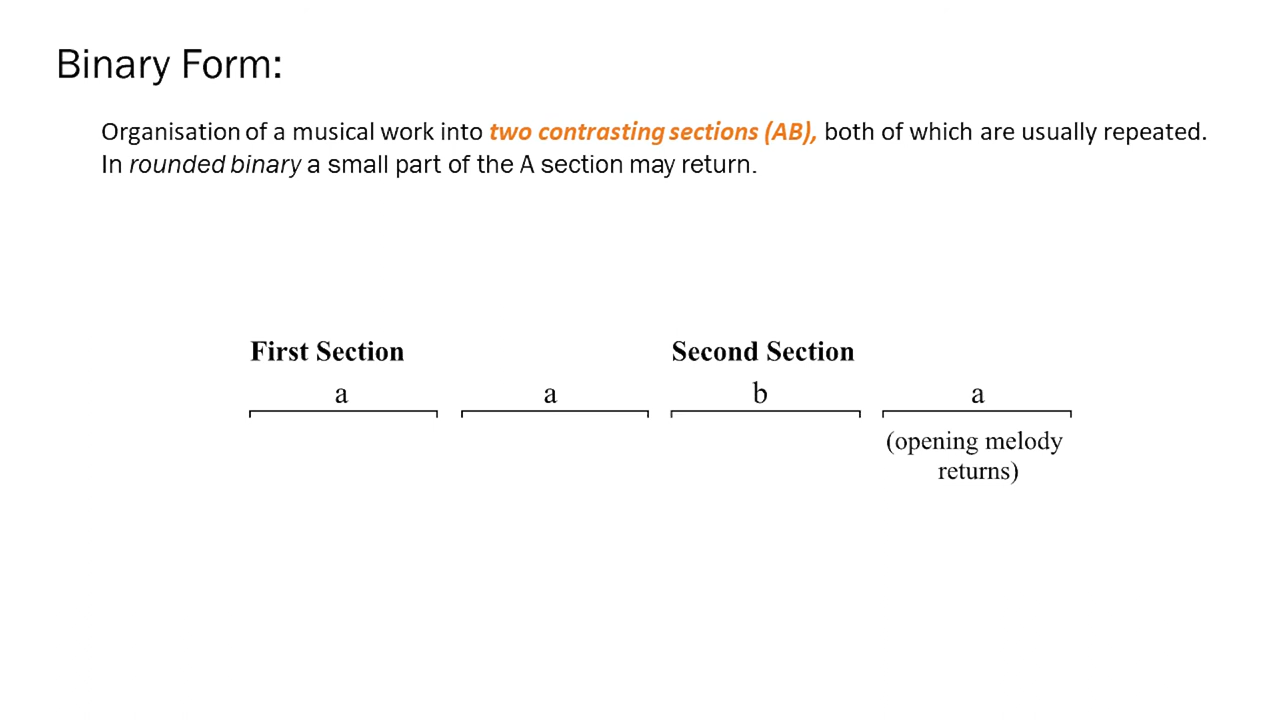 Binary Form:
Organisation of a musical work into two contrasting sections (AB), both of which are usually repeated.
In rounded binary a small part of the A section may return.
First Section Second Section
a a b a
(opening melody
returns)